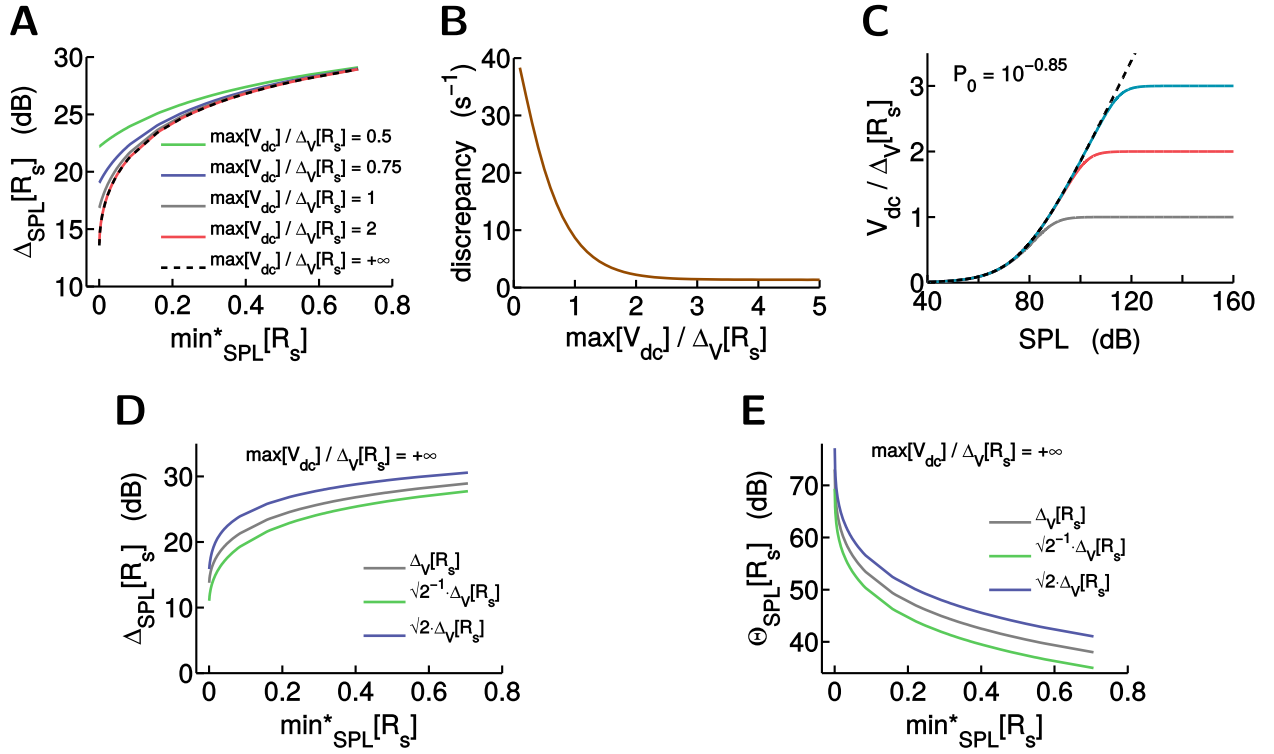 A
30
25
20
15
10
Δ_SPL[R_s] (dB)
max[V_dc] / Δ_V[R_s] = 0.5
max[V_dc] / Δ_V[R_s] = 0.75
max[V_dc] / Δ_V[R_s] = 1
max[V_dc] / Δ_V[R_s] = 2
max[V_dc] / Δ_V[R_s] = +∞
0 0.2 0.4 0.6 0.8
min*_SPL[R_s]
B
40
30
20
10
0
discrepancy (s⁻¹)
0 1 2 3 4 5
max[V_dc] / Δ_V[R_s]
C
P₀ = 10^−0.85
3
2
1
0
V_dc / Δ_V[R_s]
40 80 120 160
SPL (dB)
D
max[V_dc] / Δ_V[R_s] = +∞
30
20
10
0
Δ_SPL[R_s] (dB)
Δ_V[R_s]
√2⁻¹·Δ_V[R_s]
√2·Δ_V[R_s]
0 0.2 0.4 0.6 0.8
min*_SPL[R_s]
E
max[V_dc] / Δ_V[R_s] = +∞
70
60
50
40
Θ_SPL[R_s] (dB)
Δ_V[R_s]
√2⁻¹·Δ_V[R_s]
√2·Δ_V[R_s]
0 0.2 0.4 0.6 0.8
min*_SPL[R_s]